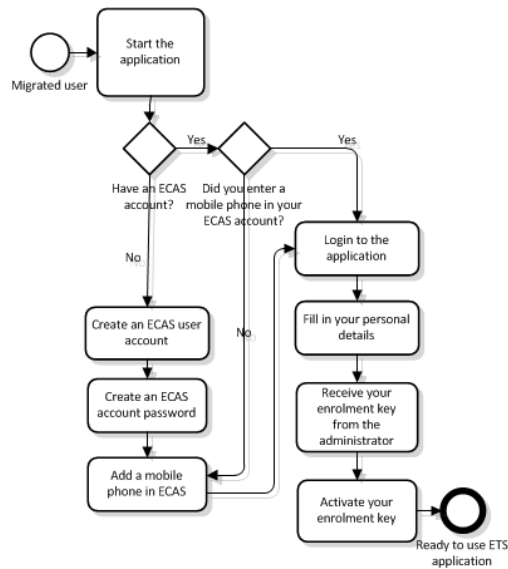 Start the
application
Migrated user
Yes
Yes
Have an ECAS
account?
Did you enter a
mobile phone in your
ECAS account?
Login to the
application
No
Create an ECAS user
account
No
Fill in your personal
details
Create an ECAS
account password
Receive your
enrolment key
from the
administrator
Add a mobile
phone in ECAS
Activate your
enrolment key
Ready to use ETS
application